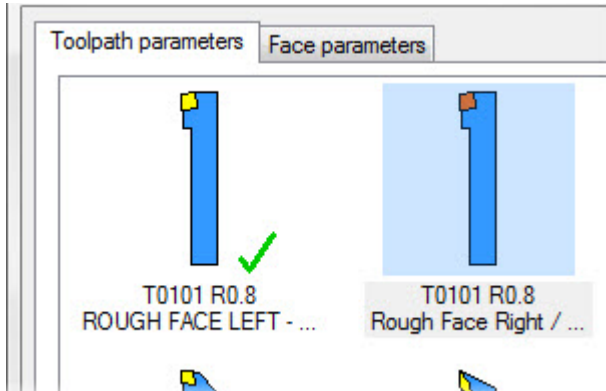 Toolpath parameters
Face parameters
T0101 R0.8
ROUGH FACE LEFT - ...
T0101 R0.8
Rough Face Right / ...